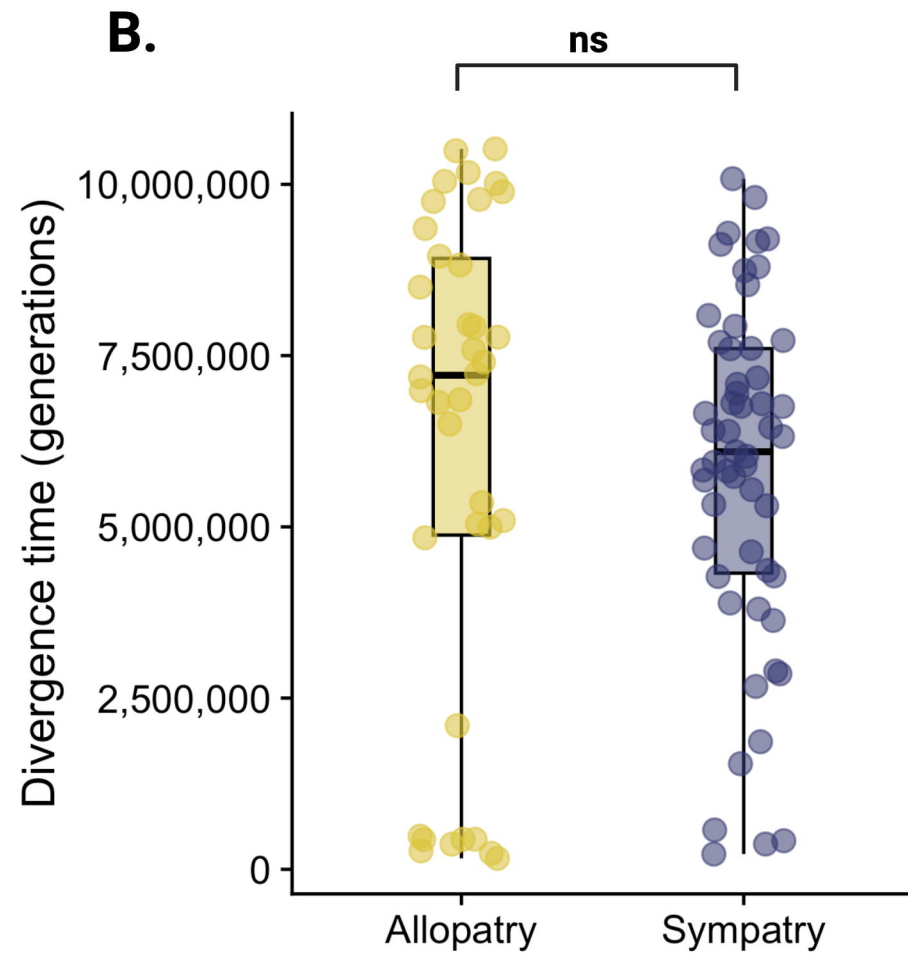 B.
ns
Divergence time (generations)
10,000,000
7,500,000
5,000,000
2,500,000
0
Allopatry
Sympatry